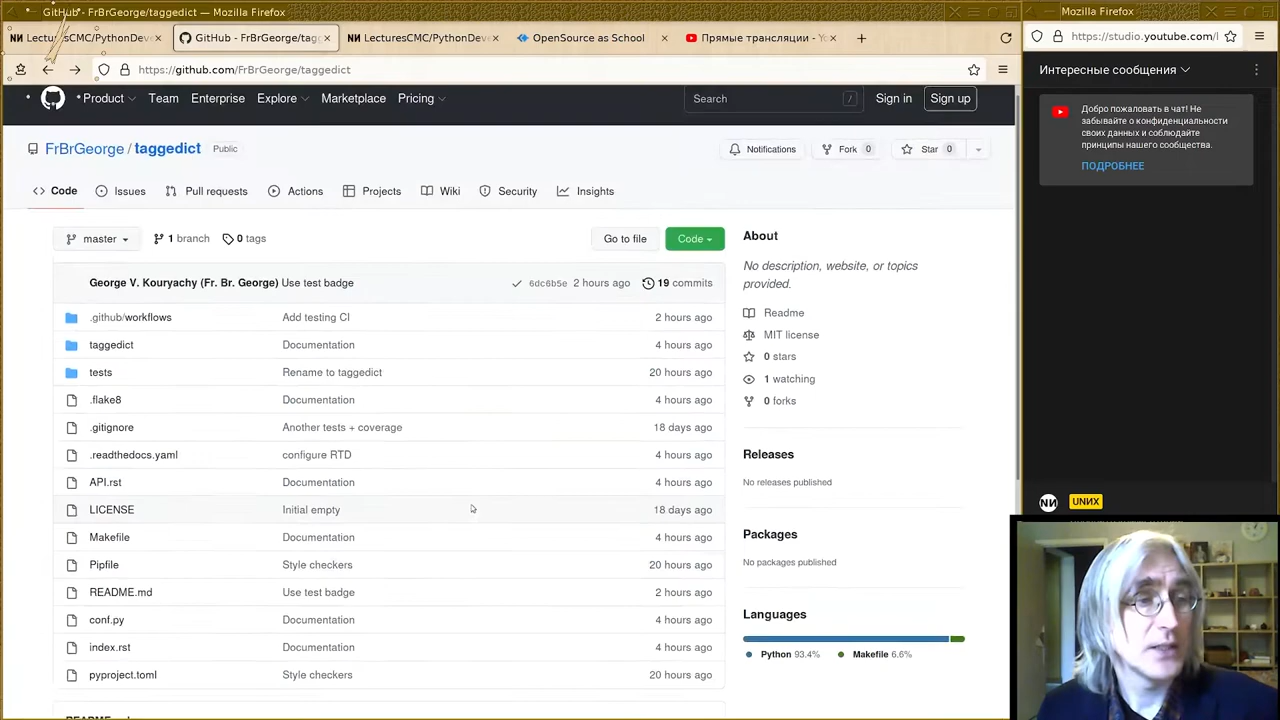 GitHub - FrBrGeorge/taggedict — Mozilla Firefox
Mozilla Firefox
LecturesCMC/PythonDeve
GitHub - FrBrGeorge/tagg
LecturesCMC/PythonDev
OpenSource as School
Прямые трансляции - Yo
https://github.com/FrBrGeorge/taggedict
https://studio.youtube.com/l
Product
Team
Enterprise
Explore
Marketplace
Pricing
Search
/
Sign in
Sign up
FrBrGeorge / taggedict
Public
Notifications
Fork 0
Star 0
Code
Issues
Pull requests
Actions
Projects
Wiki
Security
Insights
master
1 branch
0 tags
Go to file
Code
George V. Kouryachy (Fr. Br. George) Use test badge
6dc6b5e 2 hours ago
19 commits
.github/workflows Add testing CI 2 hours ago
taggedict Documentation 4 hours ago
tests Rename to taggedict 20 hours ago
.flake8 Documentation 4 hours ago
.gitignore Another tests + coverage 18 days ago
.readthedocs.yaml configure RTD 4 hours ago
API.rst Documentation 4 hours ago
LICENSE Initial empty 18 days ago
Makefile Documentation 4 hours ago
Pipfile Style checkers 20 hours ago
README.md Use test badge 2 hours ago
conf.py Documentation 4 hours ago
index.rst Documentation 4 hours ago
pyproject.toml Style checkers 20 hours ago
About
No description, website, or topics
provided.
Readme
MIT license
0 stars
1 watching
0 forks
Releases
No releases published
Packages
No packages published
Languages
Python 93.4%
Makefile 6.6%
Интересные сообщения
Добро пожаловать в чат! Не
забывайте о конфиденциальности
своих данных и соблюдайте
принципы нашего сообщества.
ПОДРОБНЕЕ
UNИX